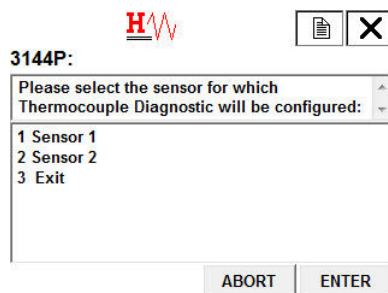 H
3144P:
Please select the sensor for which
Thermocouple Diagnostic will be configured:
1 Sensor 1
2 Sensor 2
3 Exit
ABORT ENTER